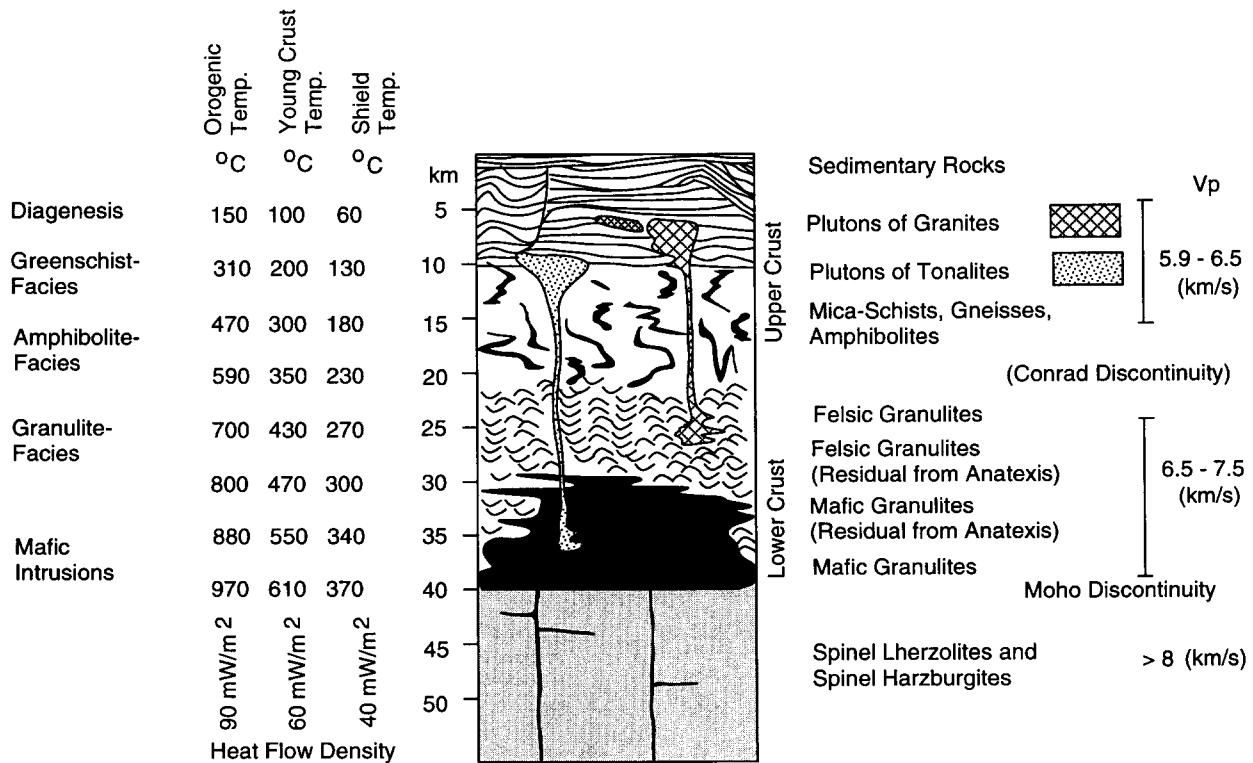 Orogenic
Temp.
Young Crust
Temp.
Shield
Temp.
°C °C °C
km
Sedimentary Rocks
Vp
Diagenesis 150 100 60 5
Plutons of Granites
Greenschist-
Facies
310 200 130 10
Plutons of Tonalites
5.9 - 6.5
(km/s)
Upper Crust
Amphibolite-
Facies
470 300 180 15
Mica-Schists, Gneisses,
Amphibolites
590 350 230 20
(Conrad Discontinuity)
Granulite-
Facies
700 430 270 25
Felsic Granulites
Felsic Granulites
(Residual from Anatexis)
6.5 - 7.5
(km/s)
800 470 300 30
Lower Crust
Mafic Granulites
(Residual from Anatexis)
Mafic
Intrusions
880 550 340 35
Mafic Granulites
970 610 370 40
Moho Discontinuity
45
Spinel Lherzolites and
Spinel Harzburgites
> 8 (km/s)
50
90 mW/m²
60 mW/m²
40 mW/m²
Heat Flow Density